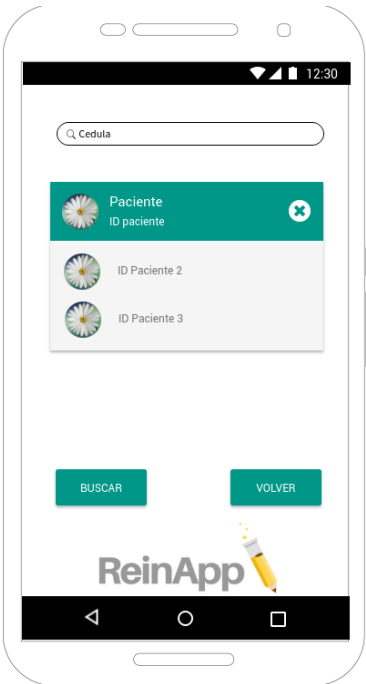 12:30
Cedula
Paciente
ID paciente
ID Paciente 2
ID Paciente 3
BUSCAR
VOLVER
ReinApp